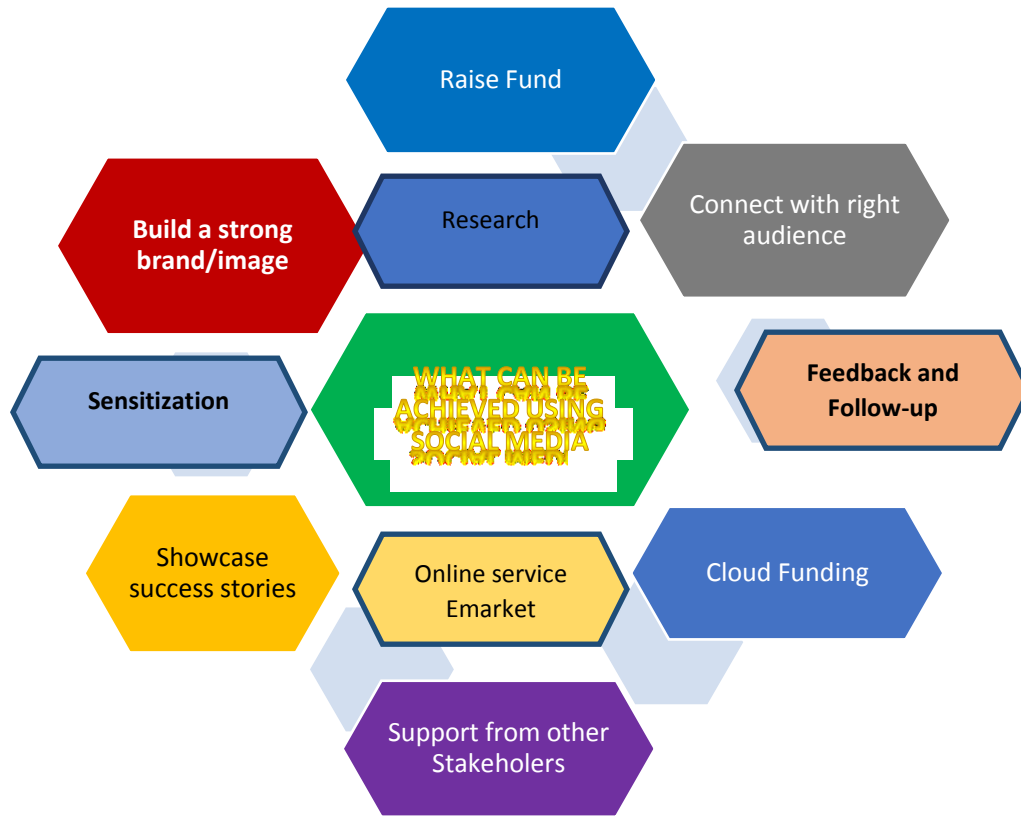 Raise Fund
Build a strong
brand/image
Research
Connect with right
audience
Sensitization
WHAT CAN BE
ACHIEVED USING
SOCIAL MEDIA
Feedback and
Follow-up
Showcase
success stories
Online service
Emarket
Cloud Funding
Support from other
Stakeholers